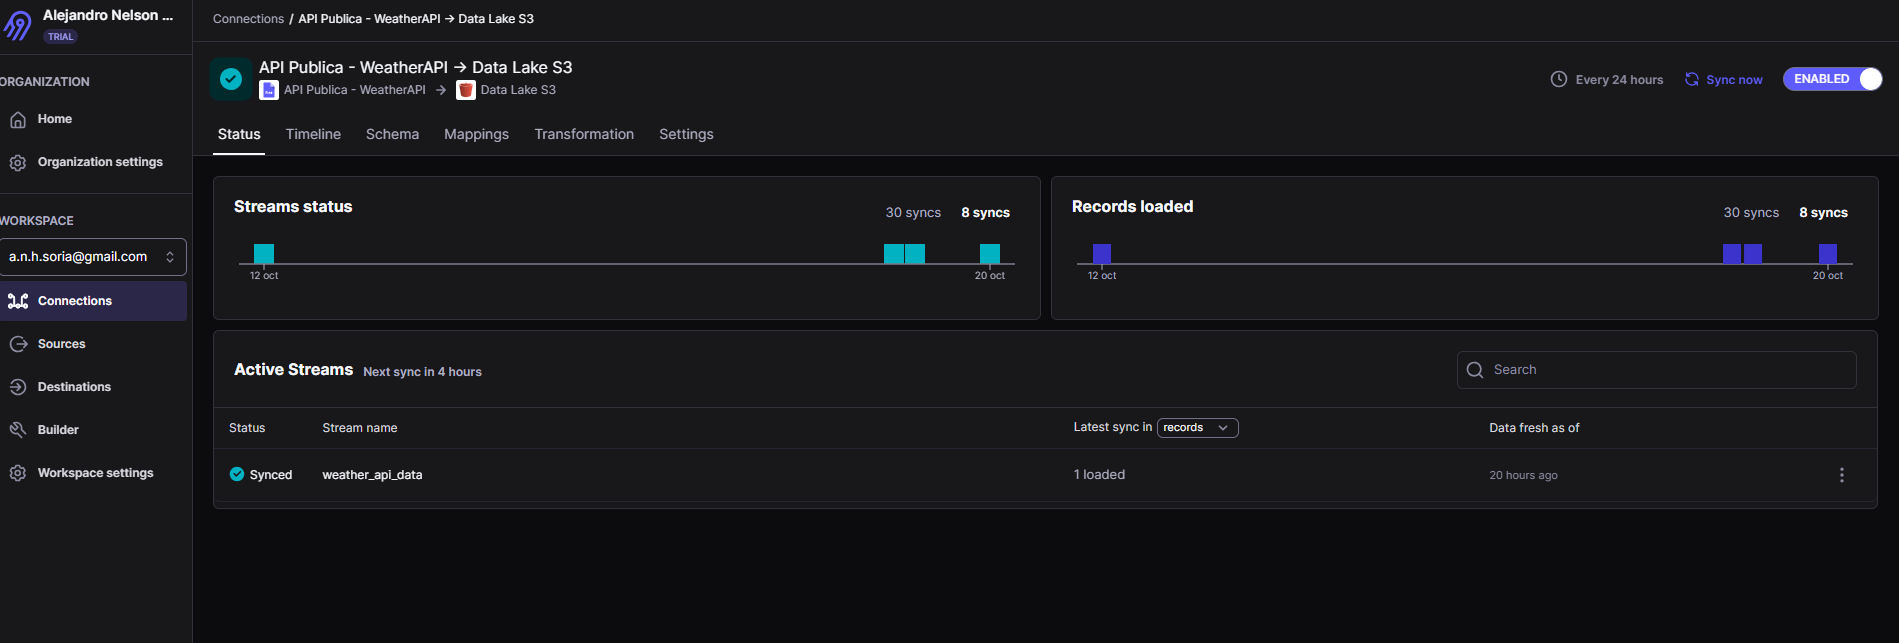 Alejandro Nelson ...
TRIAL
ORGANIZATION
Home
Organization settings
WORKSPACE
a.n.h.soria@gmail.com
Connections
Sources
Destinations
Builder
Workspace settings
Connections / API Publica - WeatherAPI → Data Lake S3
API Publica - WeatherAPI → Data Lake S3
API Publica - WeatherAPI → Data Lake S3
Every 24 hours
Sync now
ENABLED
Status Timeline Schema Mappings Transformation Settings
Streams status
30 syncs 8 syncs
12 oct 20 oct
Records loaded
30 syncs 8 syncs
12 oct 20 oct
Active Streams Next sync in 4 hours
Search
Status Stream name Latest sync in records Data fresh as of
Synced weather_api_data 1 loaded 20 hours ago